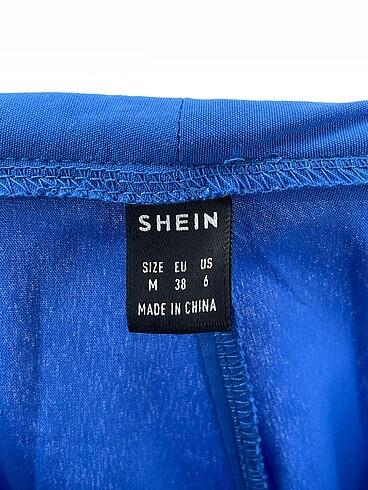 SHEIN
SIZE EU US
M 38 6
MADE IN CHINA